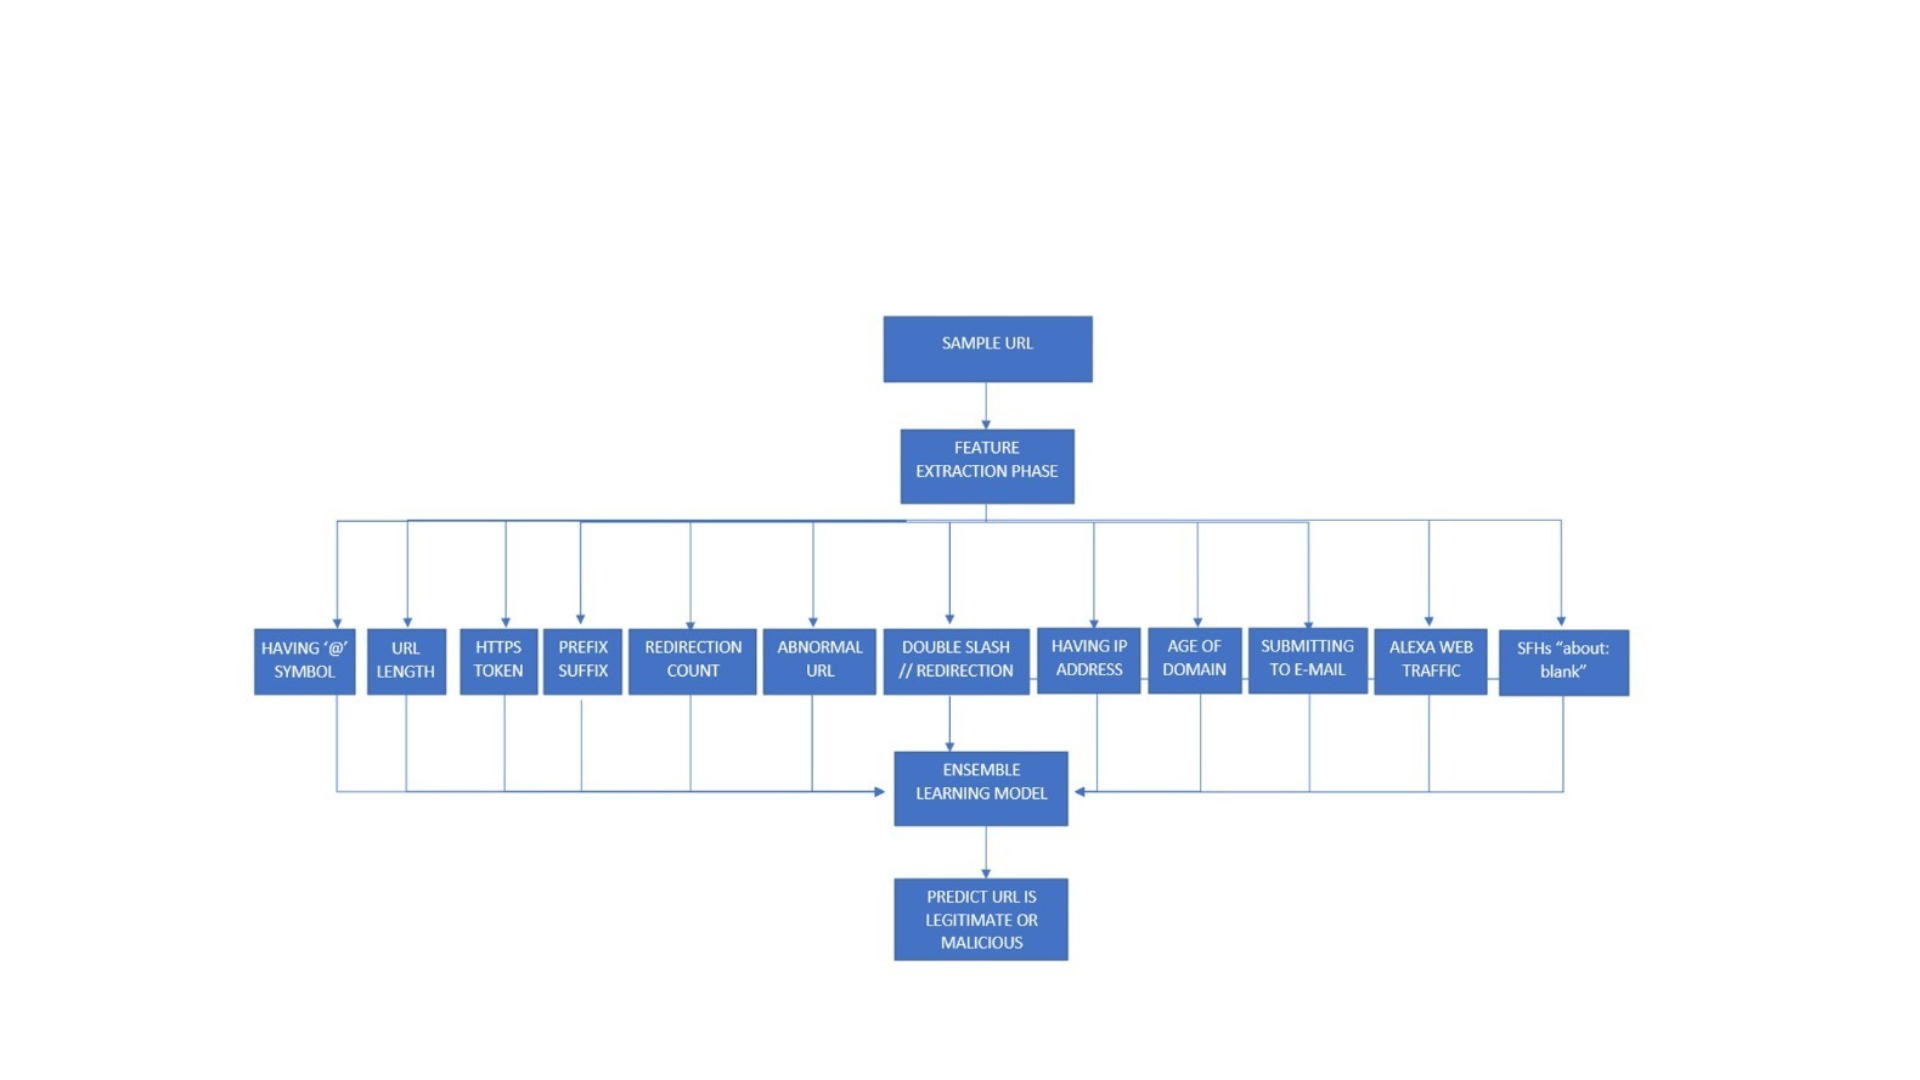 SAMPLE URL
FEATURE
EXTRACTION PHASE
HAVING ‘@’
SYMBOL
URL
LENGTH
HTTPS
TOKEN
PREFIX
SUFFIX
REDIRECTION
COUNT
ABNORMAL
URL
DOUBLE SLASH
// REDIRECTION
HAVING IP
ADDRESS
AGE OF
DOMAIN
SUBMITTING
TO E-MAIL
ALEXA WEB
TRAFFIC
SFHs “about:
blank”
ENSEMBLE
LEARNING MODEL
PREDICT URL IS
LEGITIMATE OR
MALICIOUS